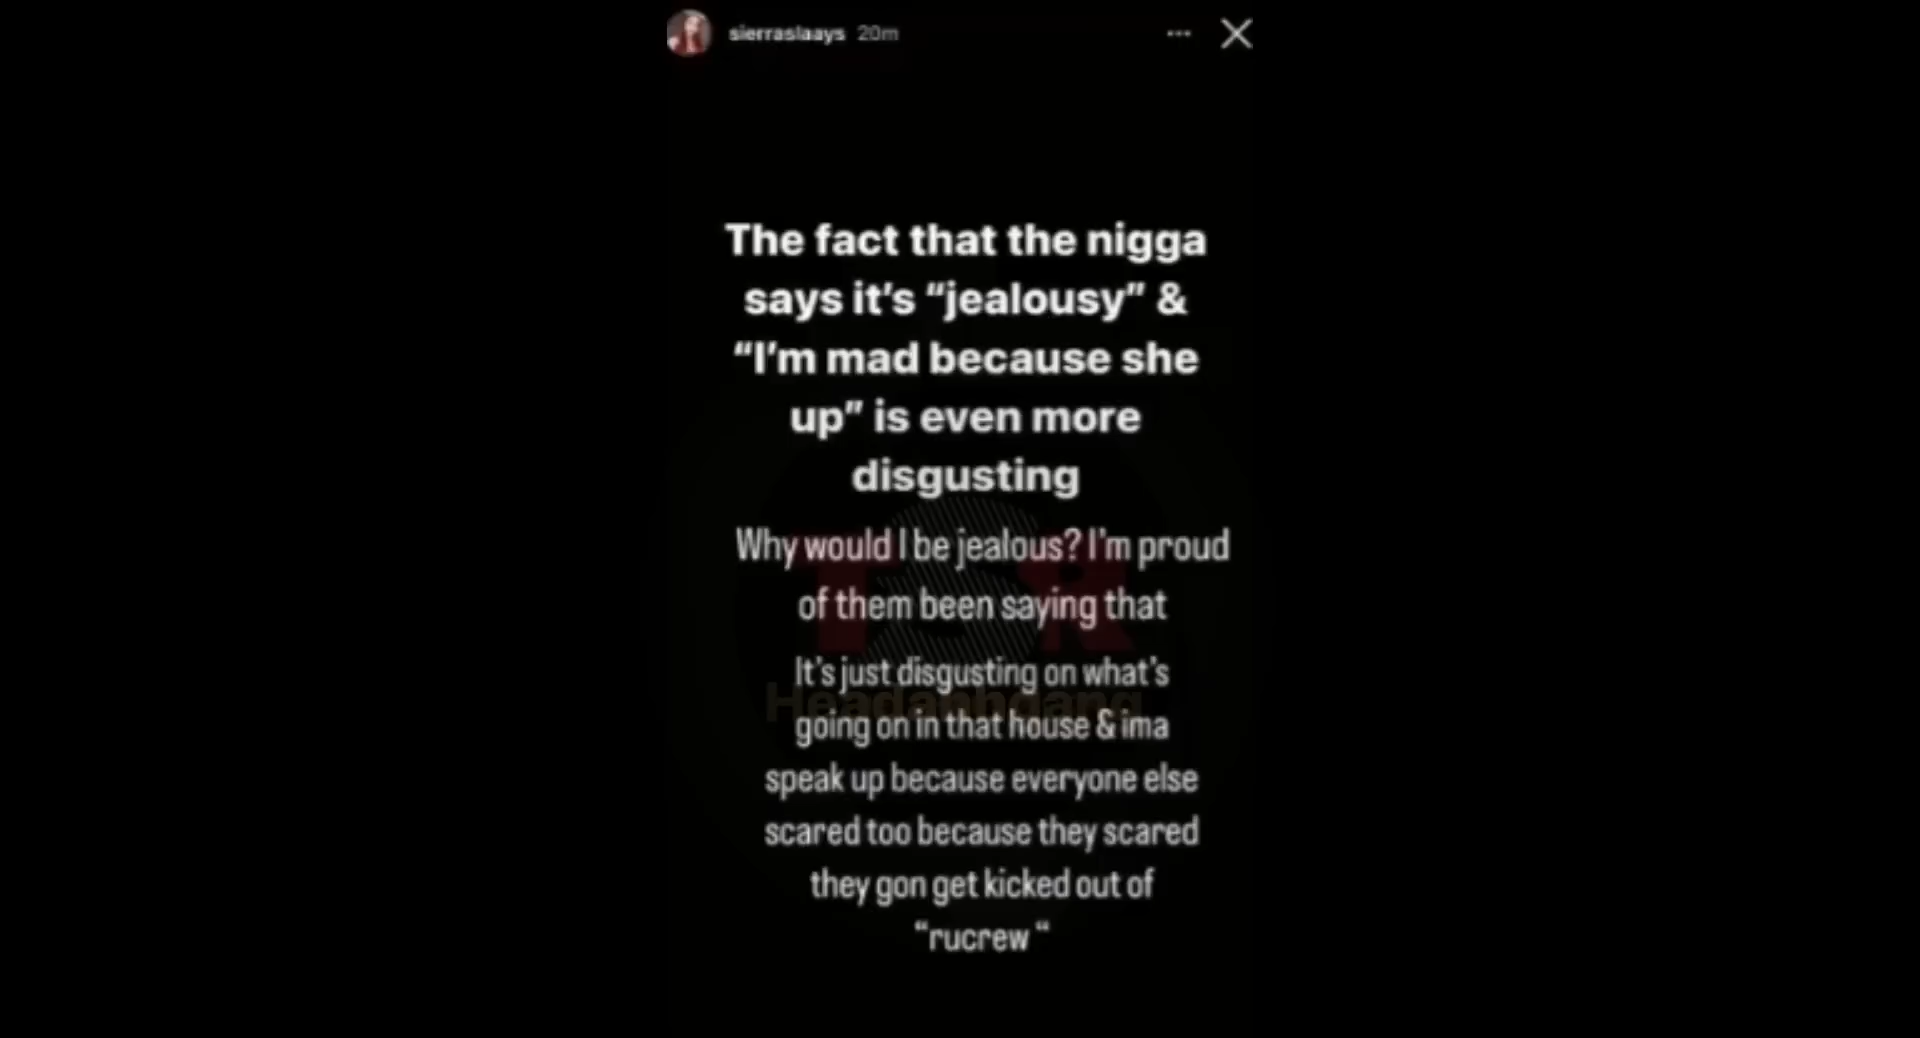 sierraslaays 20m
The fact that the nigga
says it's “jealousy” &
“I'm mad because she
up” is even more
disgusting
Why would I be jealous? I'm proud
of them been saying that
It's just disgusting on what's
going on in that house & ima
speak up because everyone else
scared too because they scared
they gon get kicked out of
“rucrew “
TSR